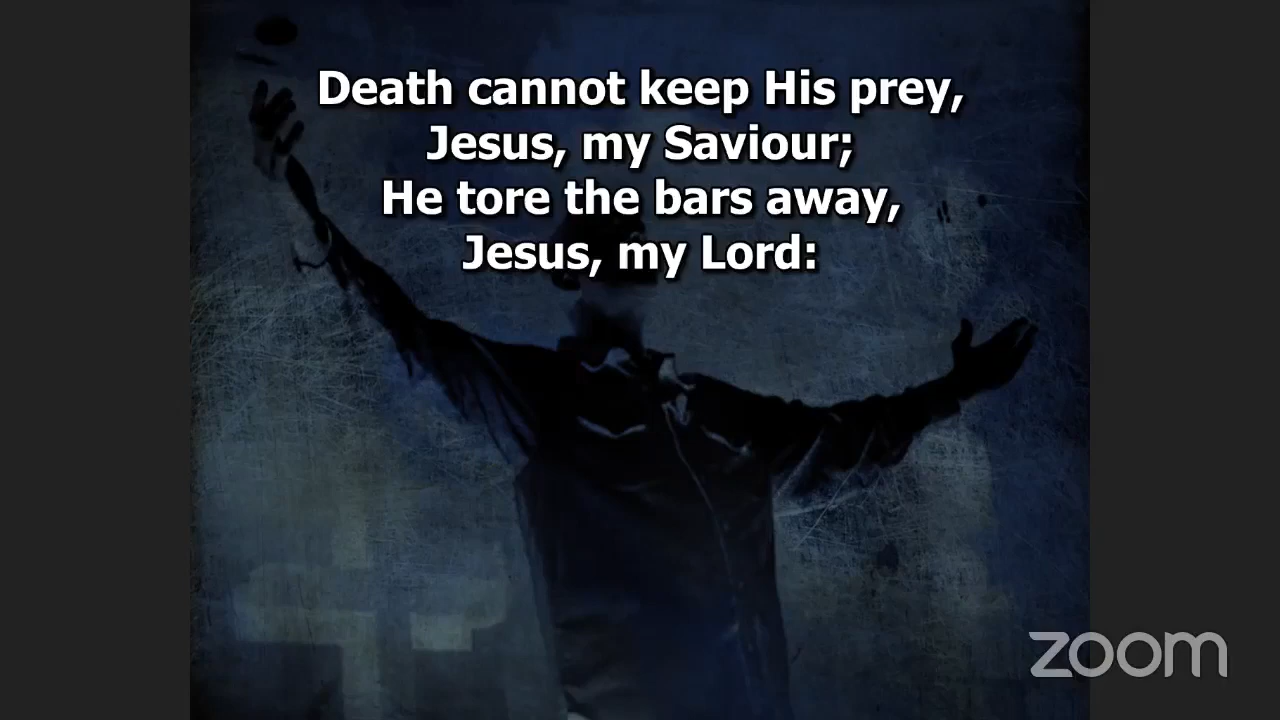 Death cannot keep His prey,
Jesus, my Saviour;
He tore the bars away,
Jesus, my Lord:
zoom